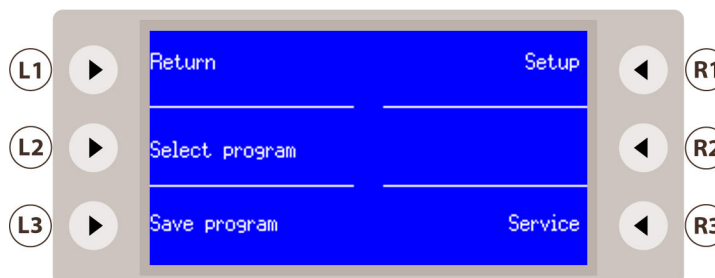 L1 Return Setup R1
L2 Select program R2
L3 Save program Service R3